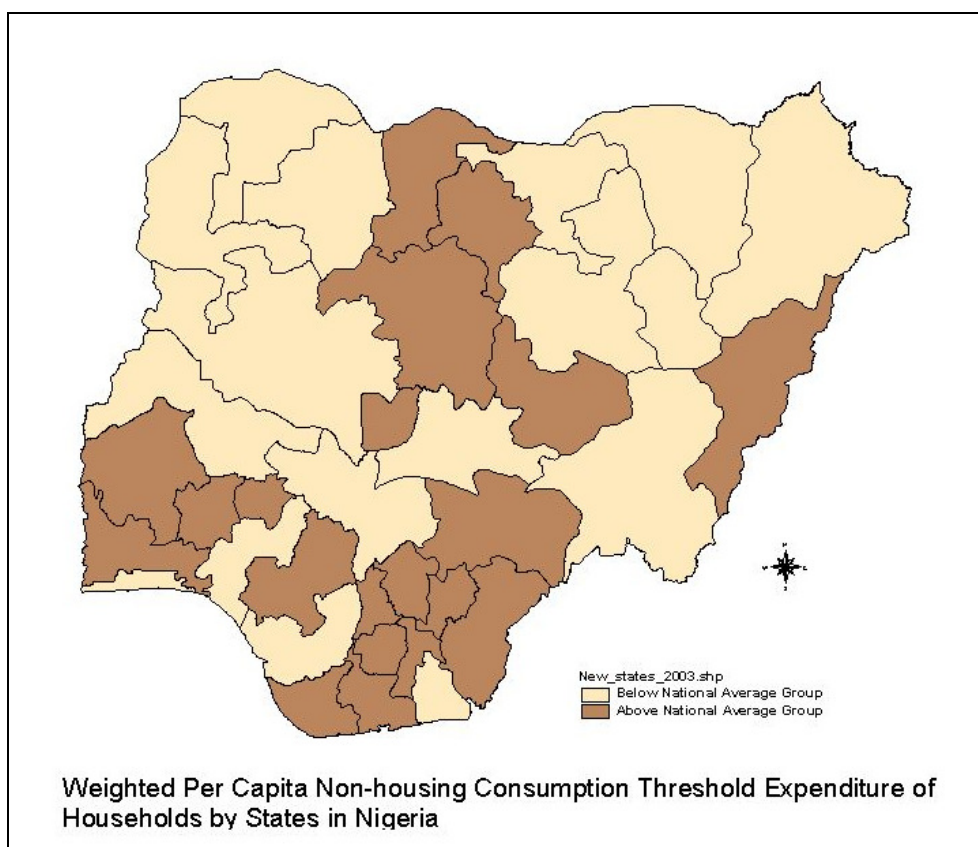 New_states_2003.shp
Below National Average Group
Above National Average Group
Weighted Per Capita Non-housing Consumption Threshold Expenditure of
Households by States in Nigeria